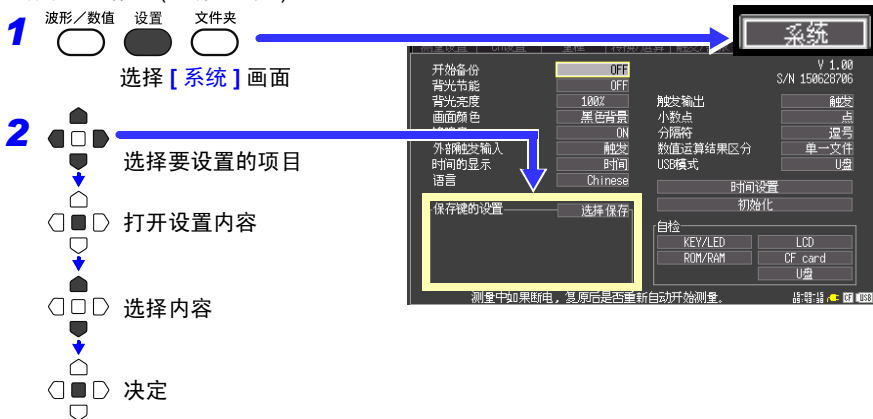 1
波形／数值 设置 文件夹
系统
选择 [ 系统 ] 画面
2
选择要设置的项目
打开设置内容
选择内容
决定
开始备份 OFF
背光节能 OFF
背光亮度 100%
画面颜色 黑色背景
ON
外部触发输入 触发
时间的显示 时间
语言 Chinese
保存键的设置 选择保存
V 1.00
S/N 150628706
触发输出 触发
小数点 点
分隔符 逗号
数值运算结果区分 单一文件
USB模式 U盘
时间设置
初始化
自检
KEY/LED LCD
ROM/RAM CF card
U盘
测量中如果断电，复原后是否重新自动开始测量。
CF USB